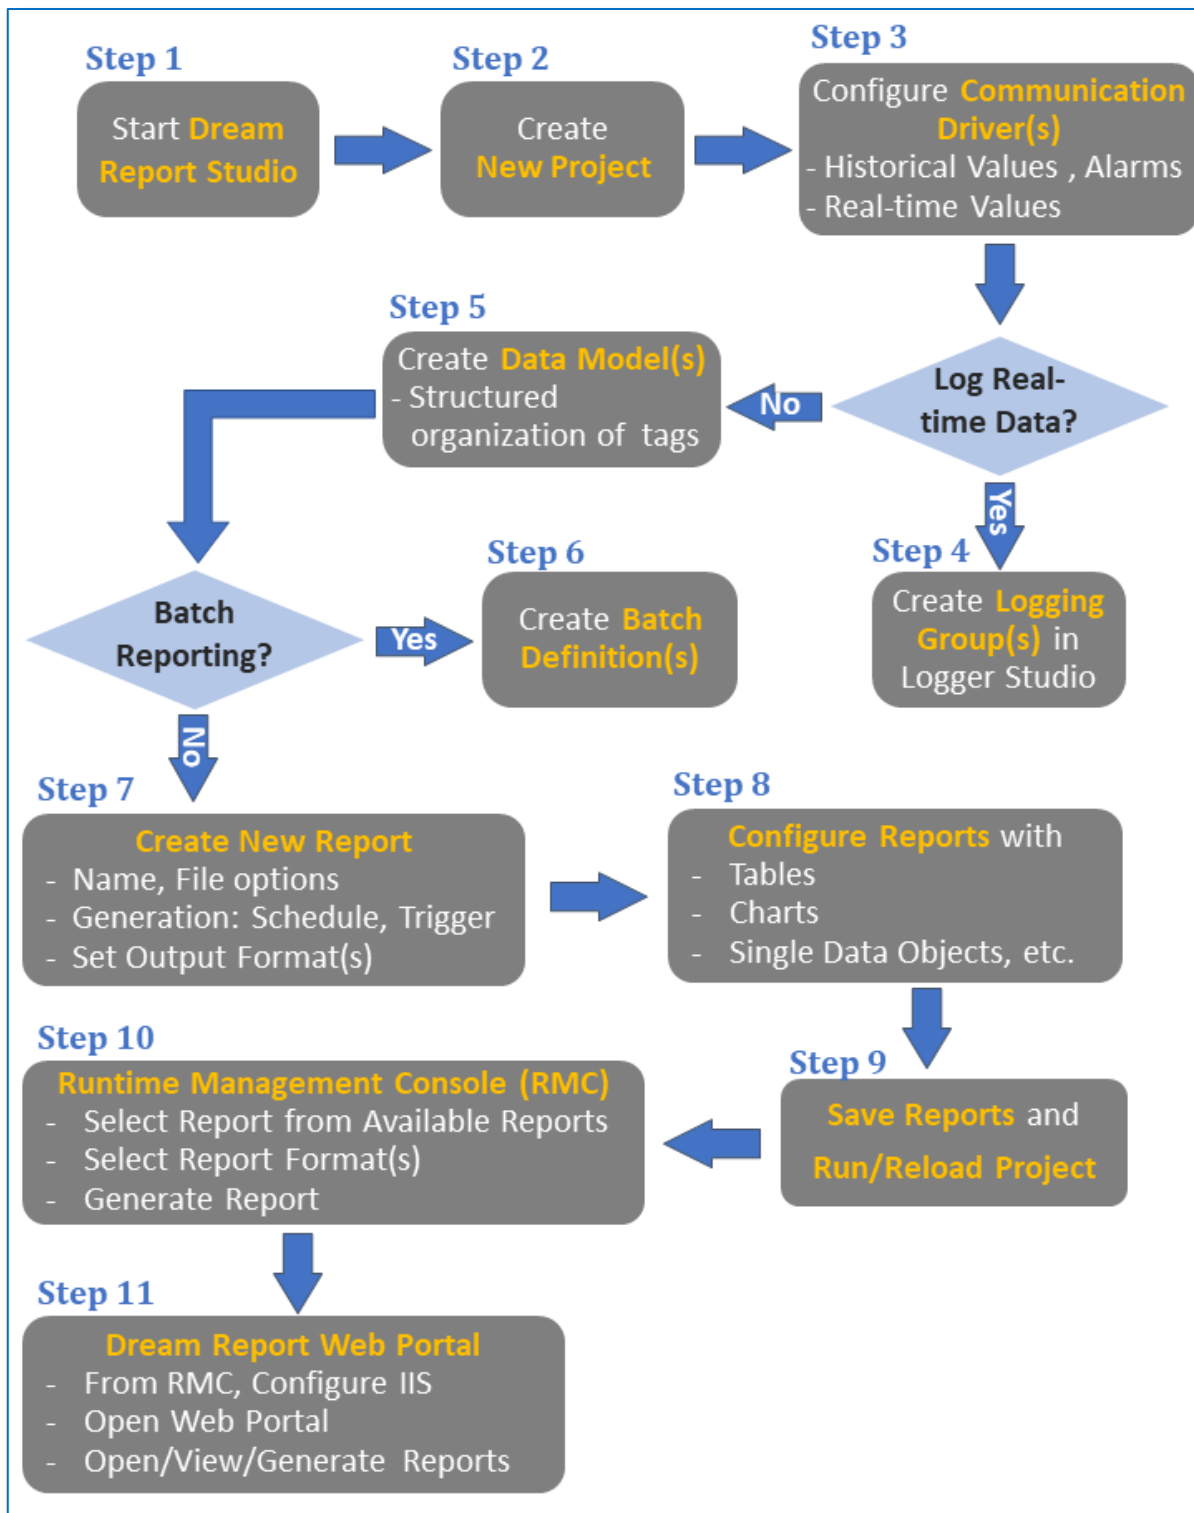 Step 1
Start Dream
Report Studio
Step 2
Create
New Project
Step 3
Configure Communication
Driver(s)
- Historical Values , Alarms
- Real-time Values
Log Real-
time Data?
No
Yes
Step 5
Create Data Model(s)
- Structured
organization of tags
Step 4
Create Logging
Group(s) in
Logger Studio
Batch
Reporting?
Yes
No
Step 6
Create Batch
Definition(s)
Step 7
Create New Report
- Name, File options
- Generation: Schedule, Trigger
- Set Output Format(s)
Step 8
Configure Reports with
- Tables
- Charts
- Single Data Objects, etc.
Step 9
Save Reports and
Run/Reload Project
Step 10
Runtime Management Console (RMC)
- Select Report from Available Reports
- Select Report Format(s)
- Generate Report
Step 11
Dream Report Web Portal
- From RMC, Configure IIS
- Open Web Portal
- Open/View/Generate Reports